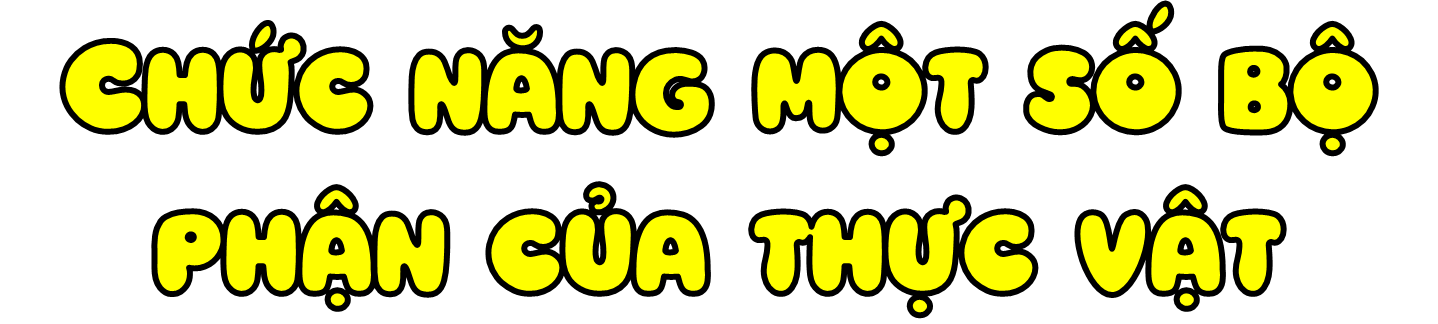 CHỨC NĂNG MỘT SỐ BỘ
PHẬN CỦA THỰC VẬT